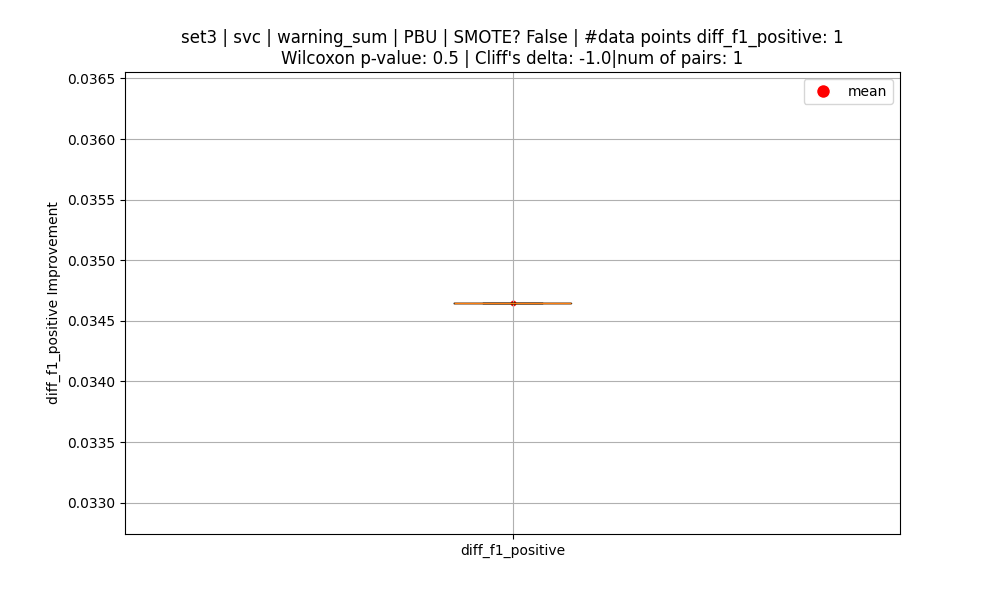 set3 | svc | warning_sum | PBU | SMOTE? False | #data points diff_f1_positive: 1
Wilcoxon p-value: 0.5 | Cliff's delta: -1.0|num of pairs: 1
mean
0.0365
0.0360
0.0355
0.0350
0.0345
0.0340
0.0335
0.0330
diff_f1_positive Improvement
diff_f1_positive